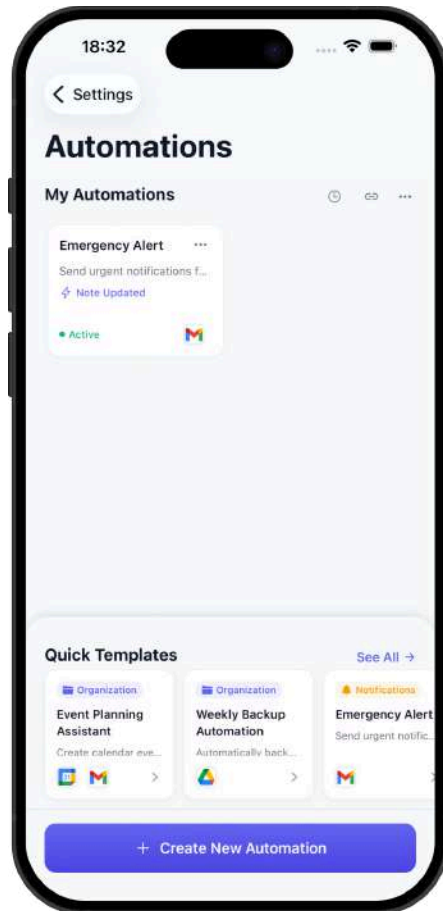 18:32
Settings
Automations
My Automations
Emergency Alert
Send urgent notifications f...
Note Updated
Active
Quick Templates
See All →
Organization
Event Planning
Assistant
Create calendar eve...
Organization
Weekly Backup
Automation
Automatically back...
Notifications
Emergency Alert
Send urgent notific...
+ Create New Automation